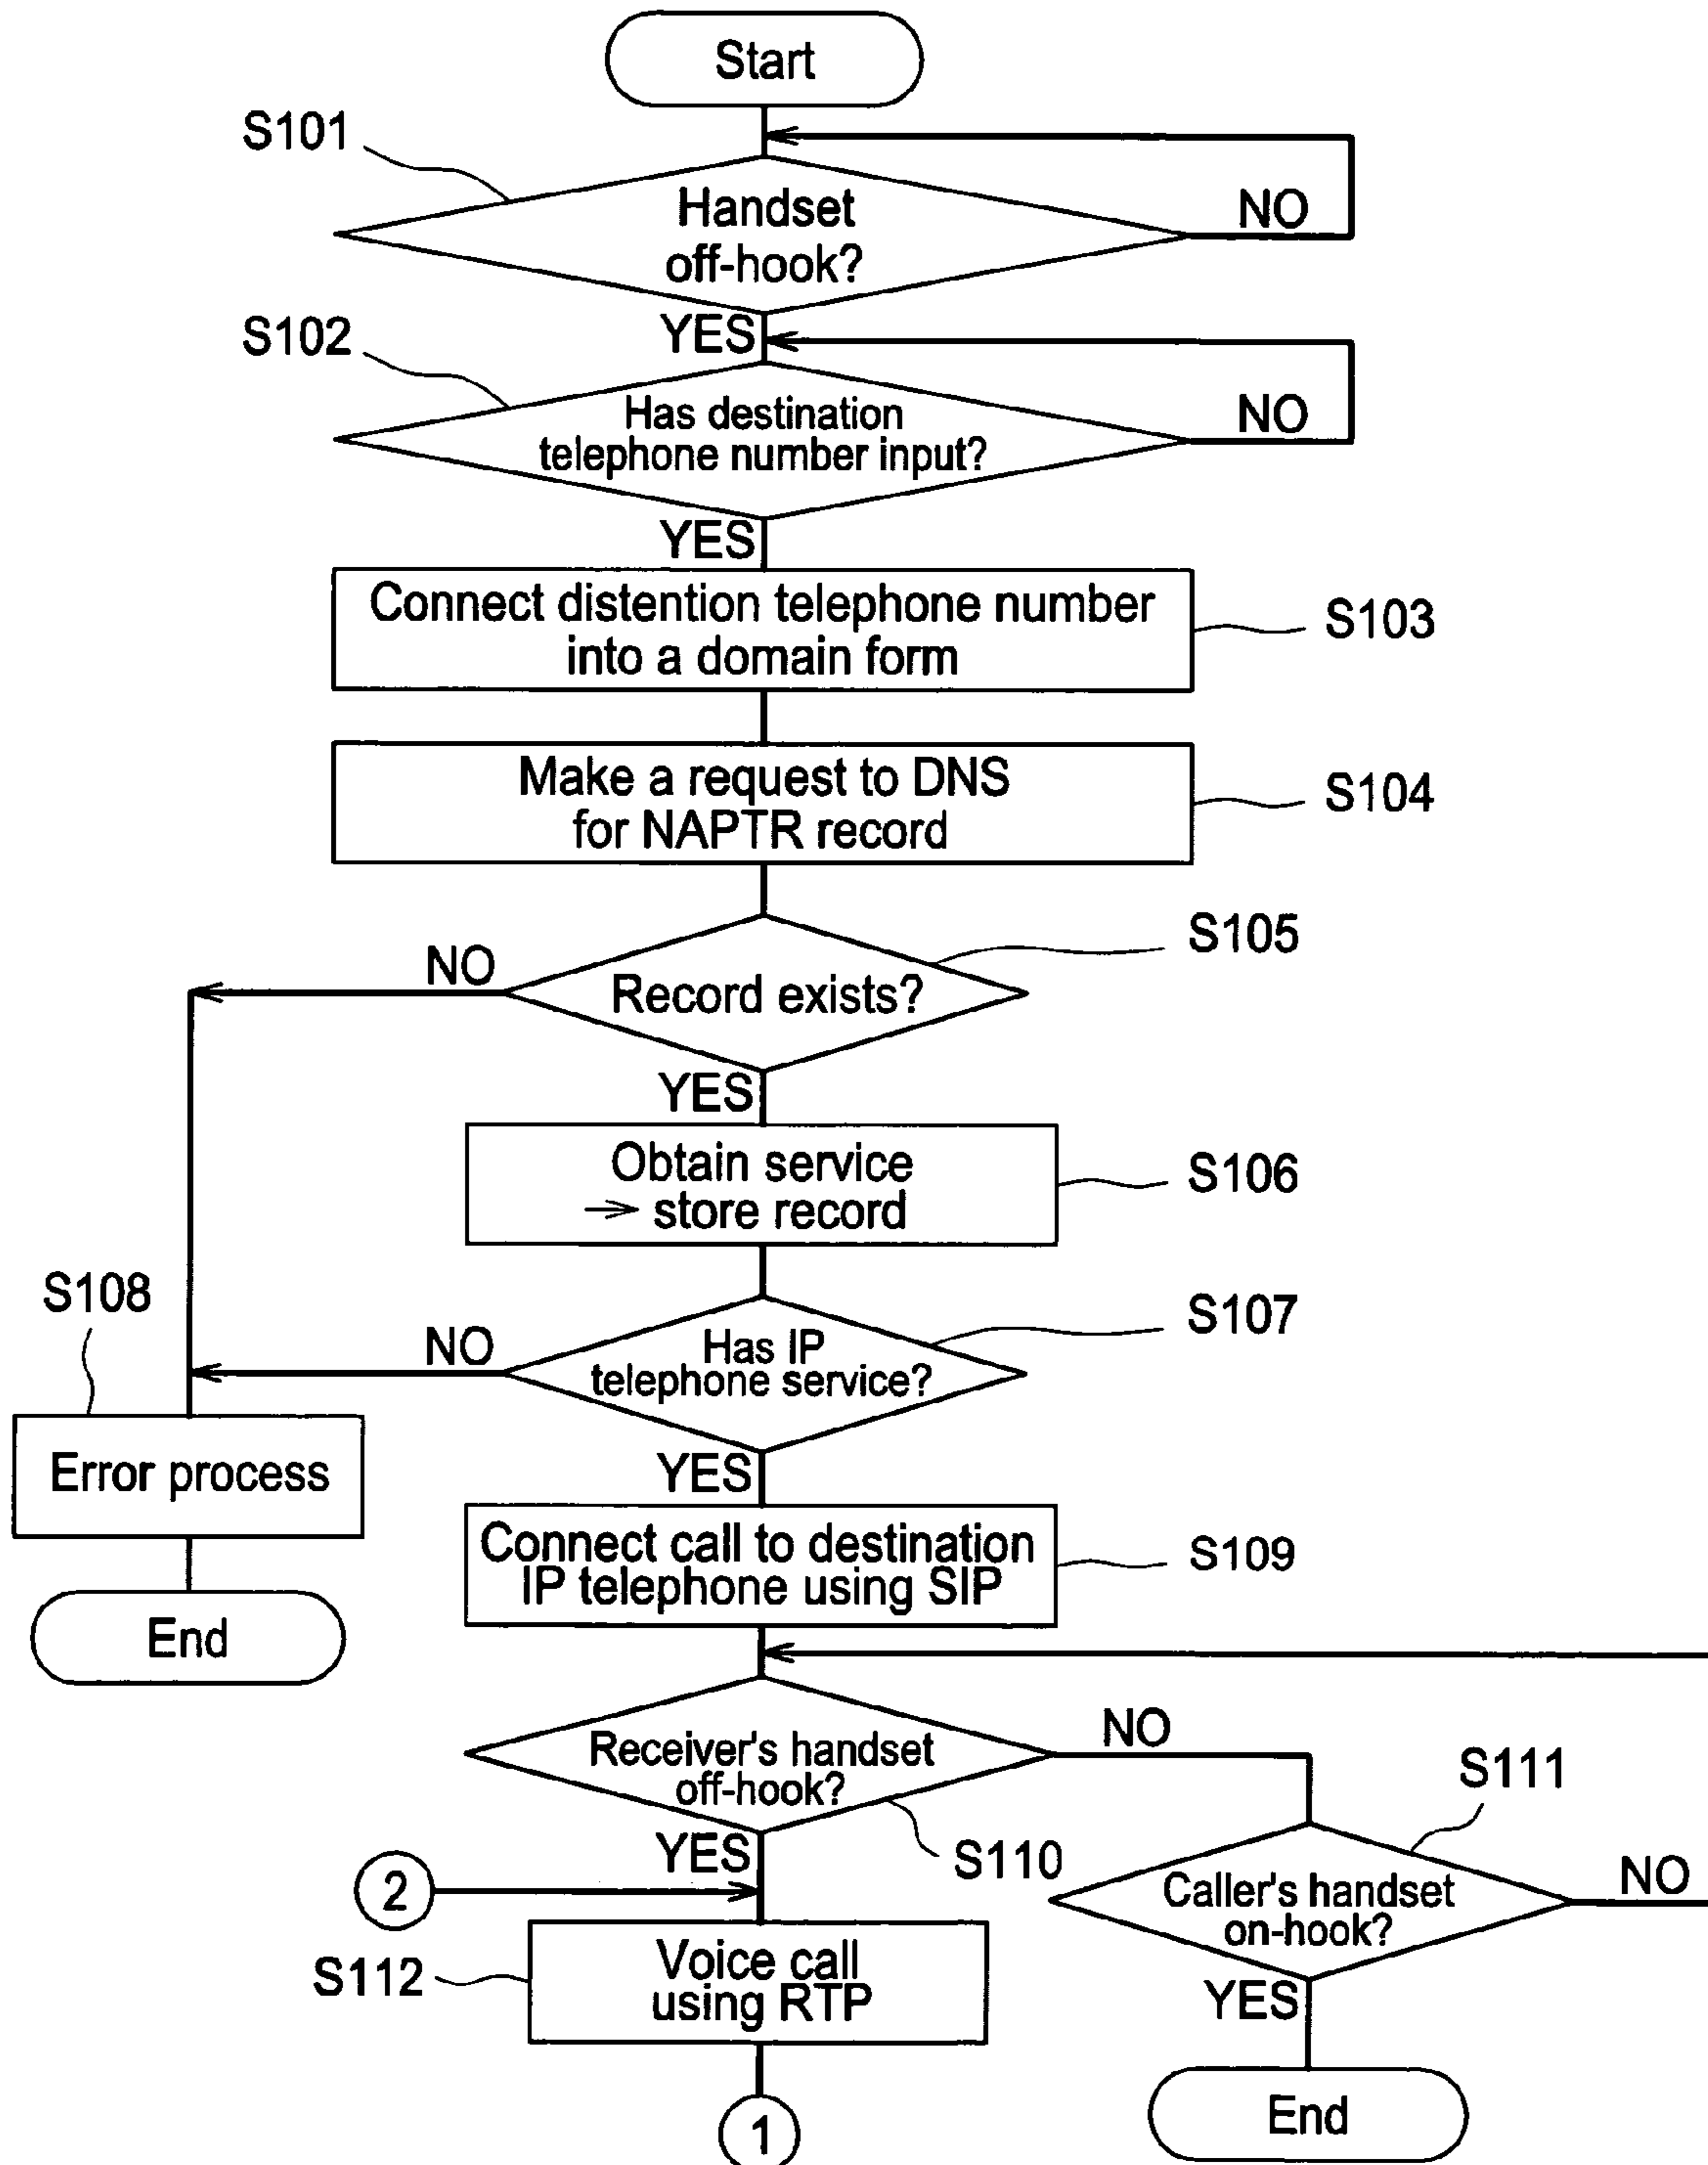 Start
S101
Handset
off-hook?
NO
YES
S102
Has destination
telephone number input?
NO
YES
Connect distention telephone number
into a domain form
S103
Make a request to DNS
for NAPTR record
S104
S105
NO
Record exists?
YES
Obtain service
→ store record
S106
S108
S107
NO
Has IP
telephone service?
Error process
YES
Connect call to destination
IP telephone using SIP
S109
End
NO
Receiver's handset
off-hook?
S111
YES
S110
2
NO
Caller's handset
on-hook?
S112
Voice call
using RTP
YES
End
1